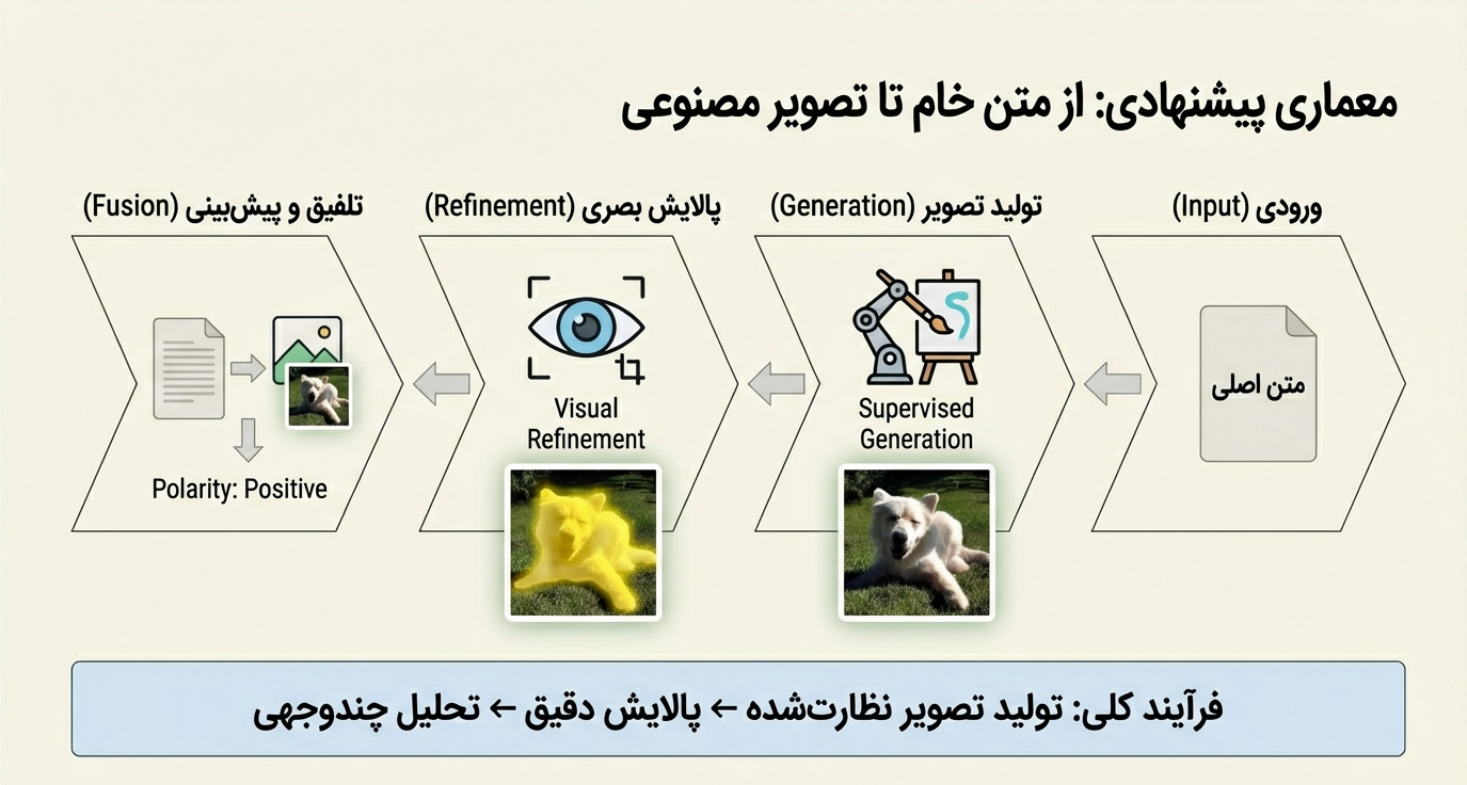 معماری پیشنهادی: از متن خام تا تصویر مصنوعی
ورودی (Input)
متن اصلی
تولید تصویر (Generation)
Supervised
Generation
پالایش بصری (Refinement)
Visual
Refinement
تلفیق و پیش‌بینی (Fusion)
Polarity: Positive
فرآیند کلی: تولید تصویر نظارت‌شده ← پالایش دقیق ← تحلیل چندوجهی